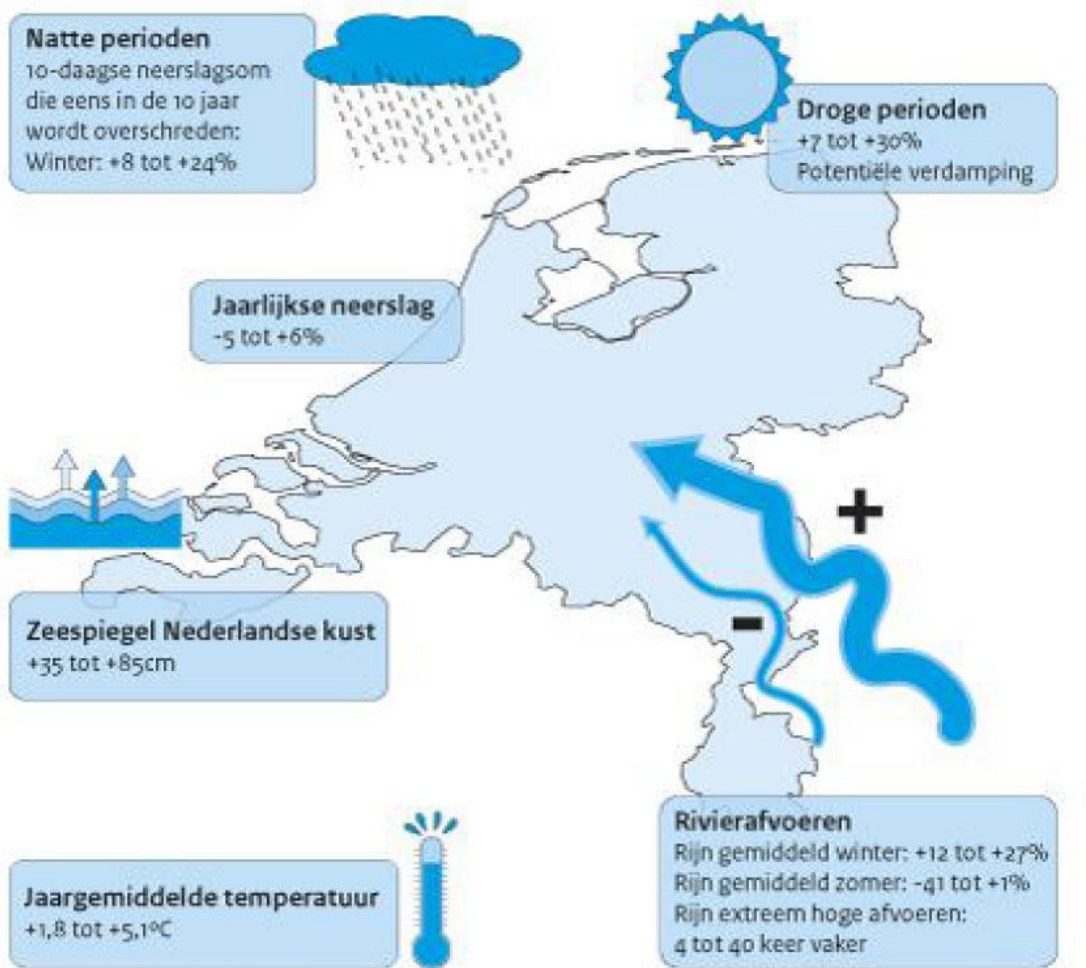 Natte perioden
10-daagse neerslagsom
die eens in de 10 jaar
wordt overschreden:
Winter: +8 tot +24%
Droge perioden
+7 tot +30%
Potentiële verdamping
Jaarlijkse neerslag
-5 tot +6%
+
-
Zeespiegel Nederlandse kust
+35 tot +85cm
Jaargemiddelde temperatuur
+1,8 tot +5,1ºC
Rivierafvoeren
Rijn gemiddeld winter: +12 tot +27%
Rijn gemiddeld zomer: -41 tot +1%
Rijn extreem hoge afvoeren:
4 tot 40 keer vaker